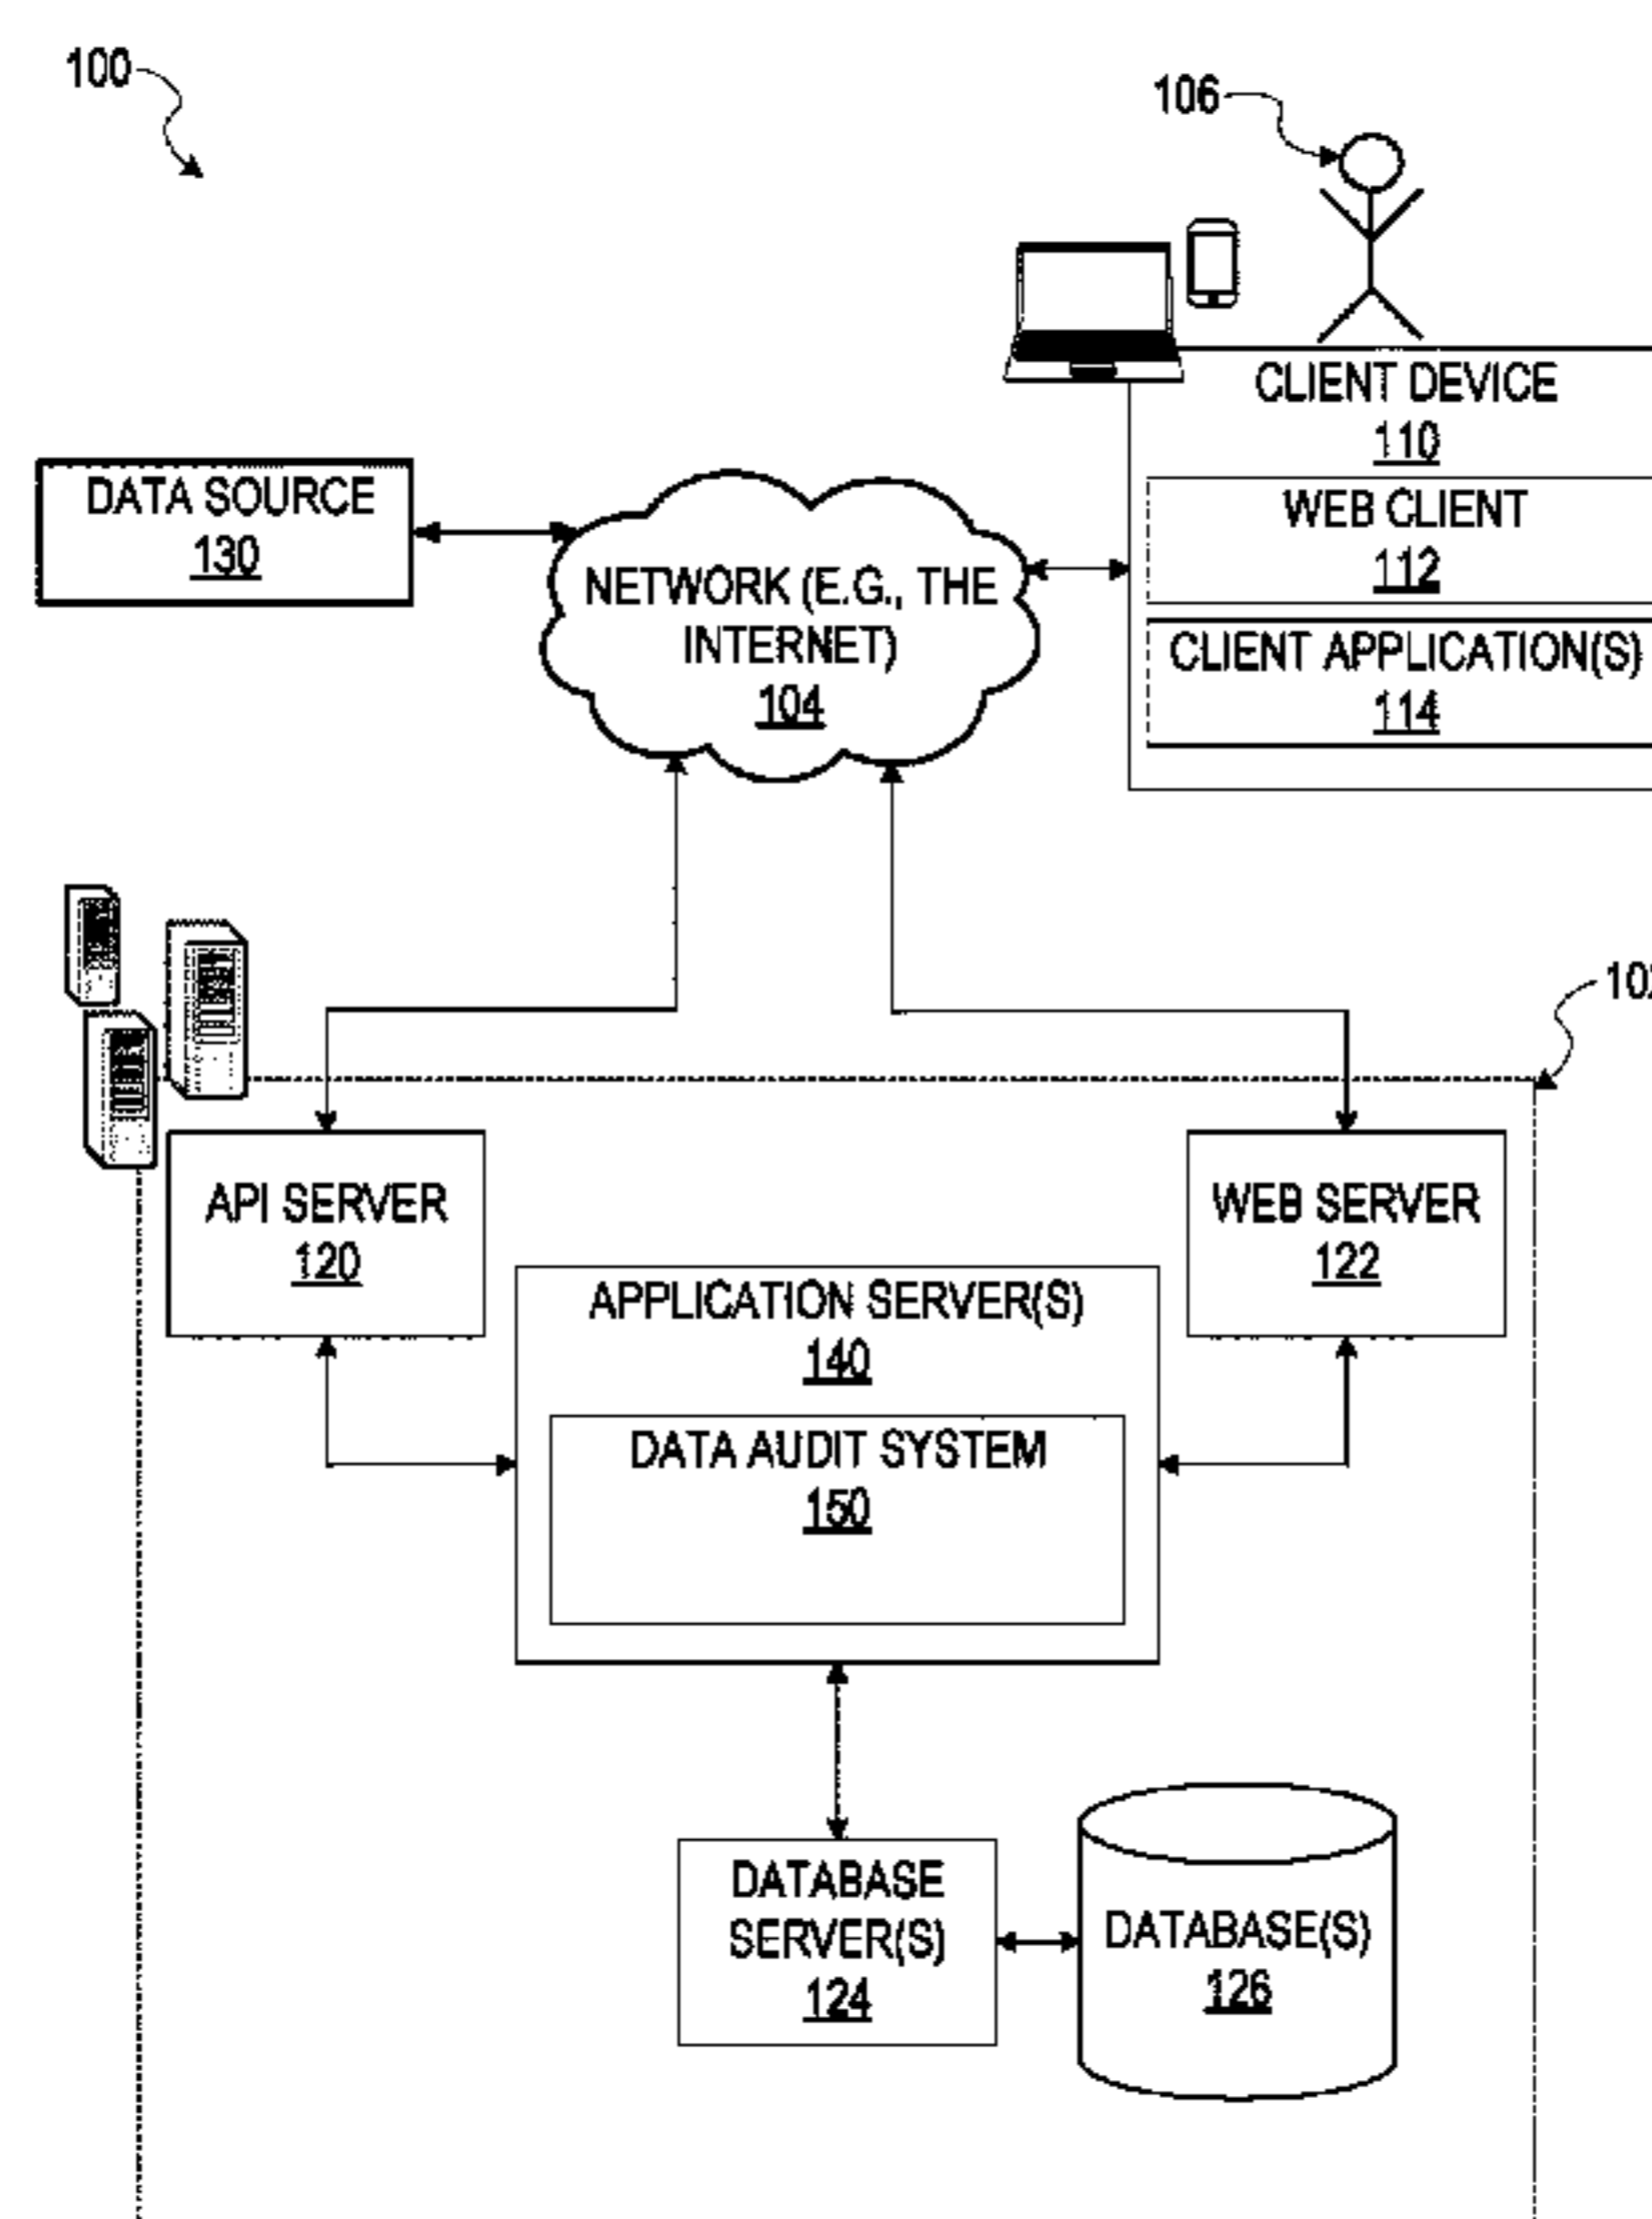 100
106
CLIENT DEVICE
110
WEB CLIENT
112
CLIENT APPLICATION(S)
114
DATA SOURCE
130
NETWORK (E.G., THE
INTERNET)
104
API SERVER
120
WEB SERVER
122
APPLICATION SERVER(S)
140
DATA AUDIT SYSTEM
150
DATABASE
SERVER(S)
124
DATABASE(S)
126